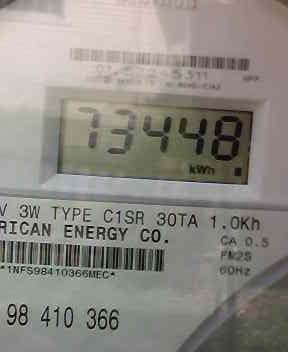 73448
kWh
V 3W TYPE C1SR 30TA 1.0Kh
RICAN ENERGY CO.
CA 0.5
FM2S
60Hz
*1NFS98410366MEC*
98 410 366